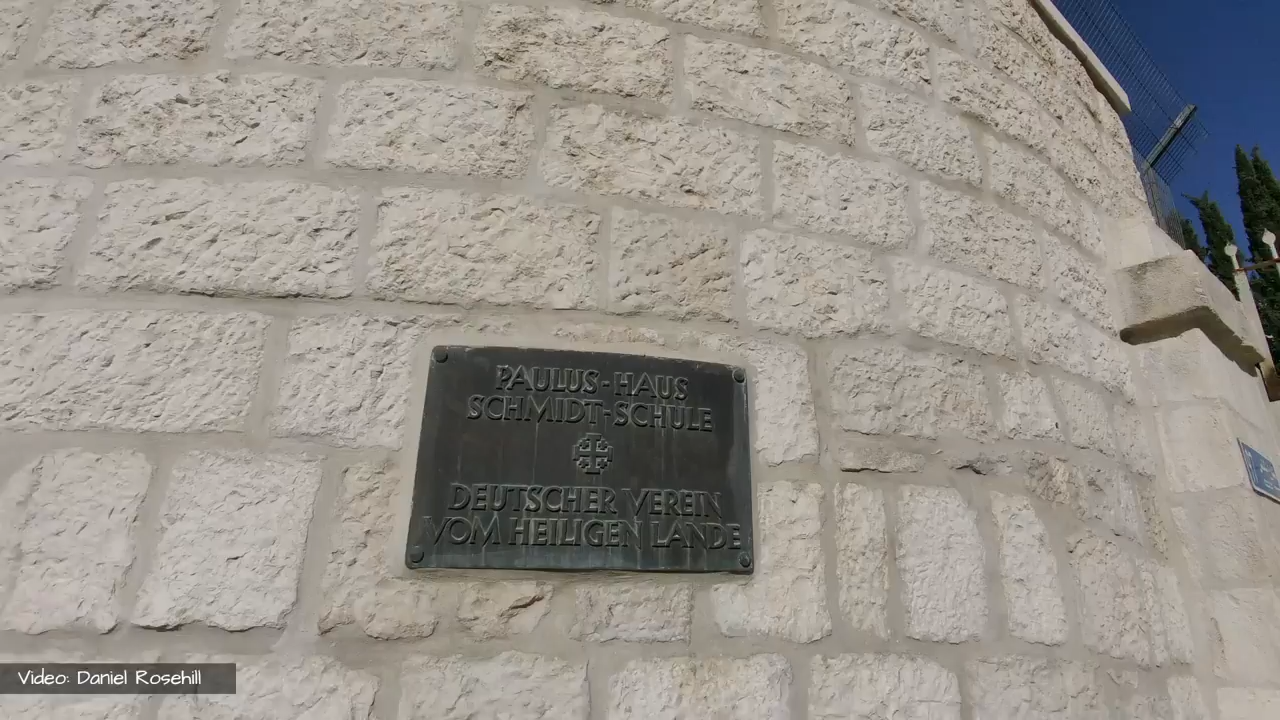 PAULUS-HAUS
SCHMIDT-SCHULE
DEUTSCHER VEREIN
VOM HEILIGEN LANDE
Video: Daniel Rosehill